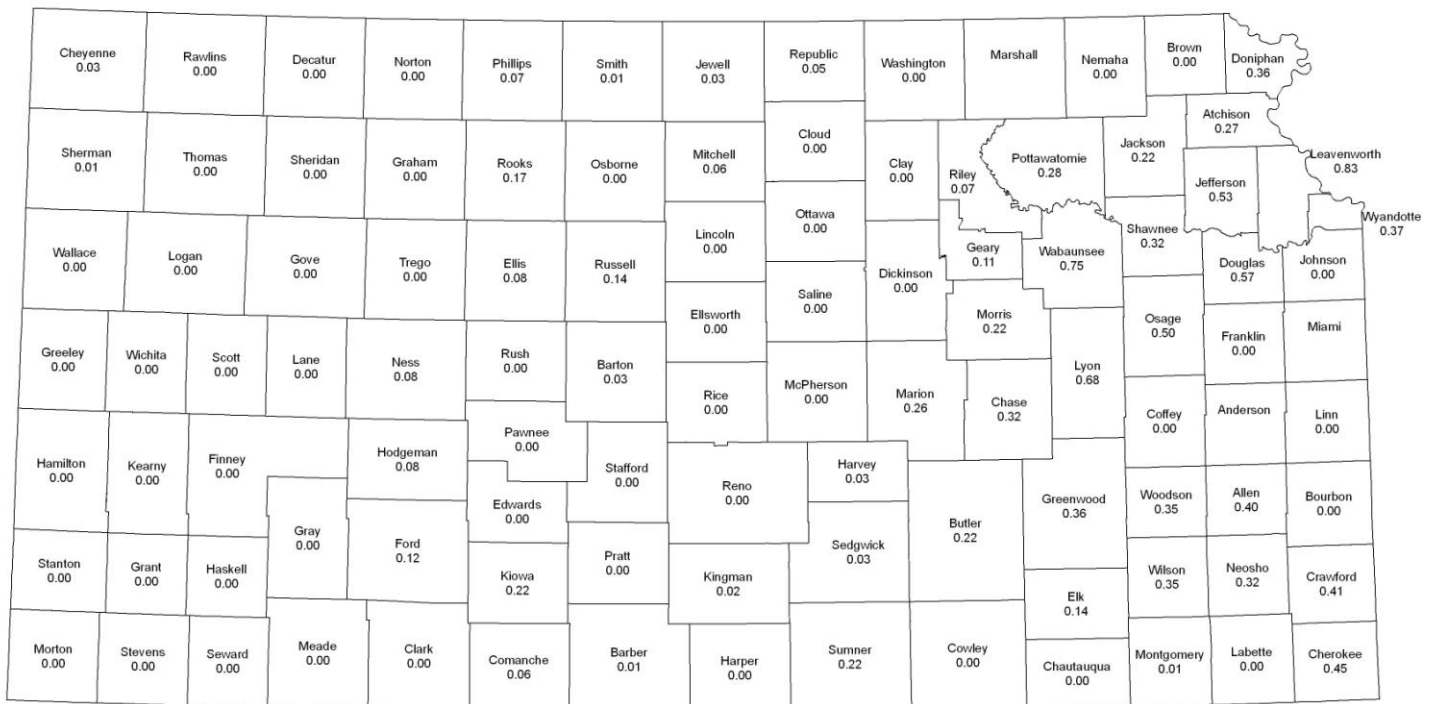 Cheyenne
0.03
Rawlins
0.00
Decatur
0.00
Norton
0.00
Phillips
0.07
Smith
0.01
Jewell
0.03
Republic
0.05
Washington
0.00
Marshall
Nemaha
0.00
Brown
0.00
Doniphan
0.36
Sherman
0.01
Thomas
0.00
Sheridan
0.00
Graham
0.00
Rooks
0.17
Osborne
0.00
Mitchell
0.06
Cloud
0.00
Clay
0.00
Riley
0.07
Pottawatomie
0.28
Jackson
0.22
Atchison
0.27
Jefferson
0.53
Leavenworth
0.83
Wyandotte
0.37
Wallace
0.00
Logan
0.00
Gove
0.00
Trego
0.00
Ellis
0.08
Russell
0.14
Lincoln
0.00
Ottawa
0.00
Dickinson
0.00
Geary
0.11
Wabaunsee
0.75
Shawnee
0.32
Douglas
0.57
Johnson
0.00
Ellsworth
0.00
Saline
0.00
Morris
0.22
Osage
0.50
Franklin
0.00
Miami
Greeley
0.00
Wichita
0.00
Scott
0.00
Lane
0.00
Ness
0.08
Rush
0.00
Barton
0.03
Rice
0.00
McPherson
0.00
Marion
0.26
Chase
0.32
Lyon
0.68
Coffey
0.00
Anderson
Linn
0.00
Hamilton
0.00
Kearny
0.00
Finney
0.00
Hodgeman
0.08
Pawnee
0.00
Stafford
0.00
Reno
0.00
Harvey
0.03
Edwards
0.00
Gray
0.00
Ford
0.12
Butler
0.22
Greenwood
0.36
Woodson
0.35
Allen
0.40
Bourbon
0.00
Stanton
0.00
Grant
0.00
Haskell
0.00
Kiowa
0.22
Pratt
0.00
Kingman
0.02
Sedgwick
0.03
Elk
0.14
Wilson
0.35
Neosho
0.32
Crawford
0.41
Morton
0.00
Stevens
0.00
Seward
0.00
Meade
0.00
Clark
0.00
Comanche
0.06
Barber
0.01
Harper
0.00
Sumner
0.22
Cowley
0.00
Chautauqua
0.00
Montgomery
0.01
Labette
0.00
Cherokee
0.45